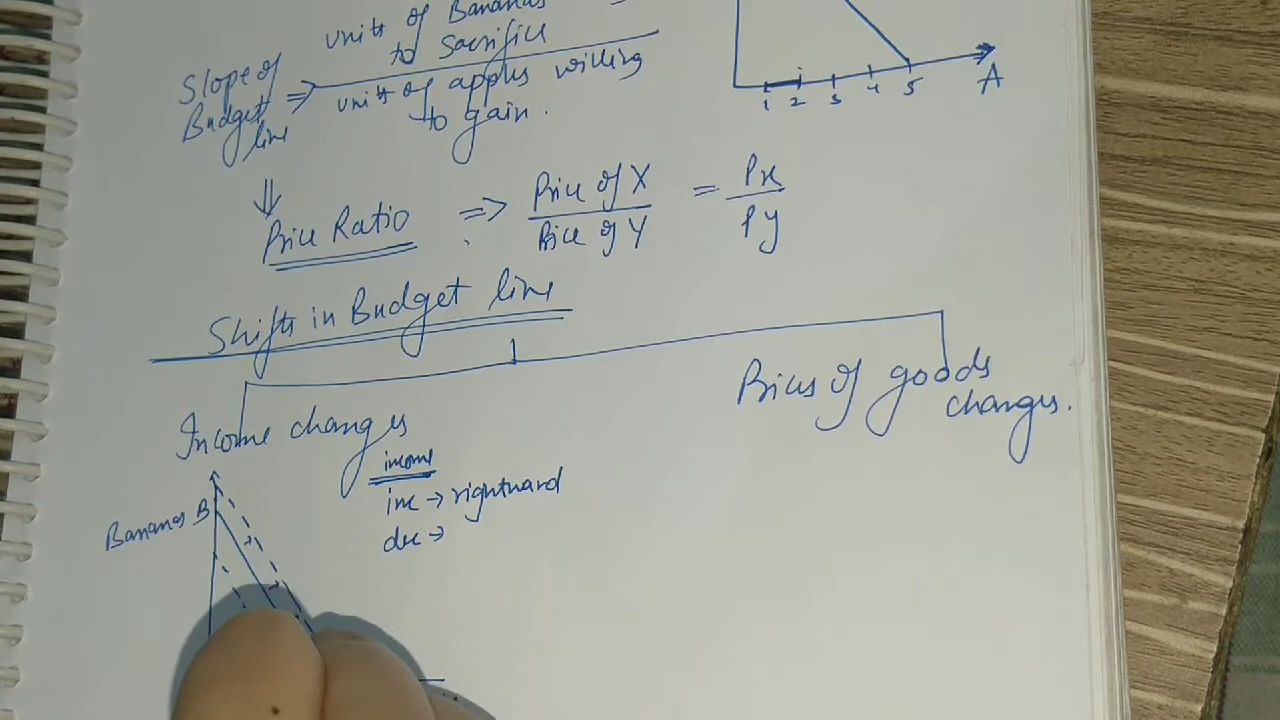 units of Bananas
to Sacrifice
Slope of
Budget
line
⇒
units of apples willing
to gain.
1 2 3 4 5
A
⇓
Price Ratio ⇒ Price of X / Price of Y = Px / Py
Shifts in Budget line
Income changes
Prices of goods
changes.
income
inc → rightward
dec →
Bananas B